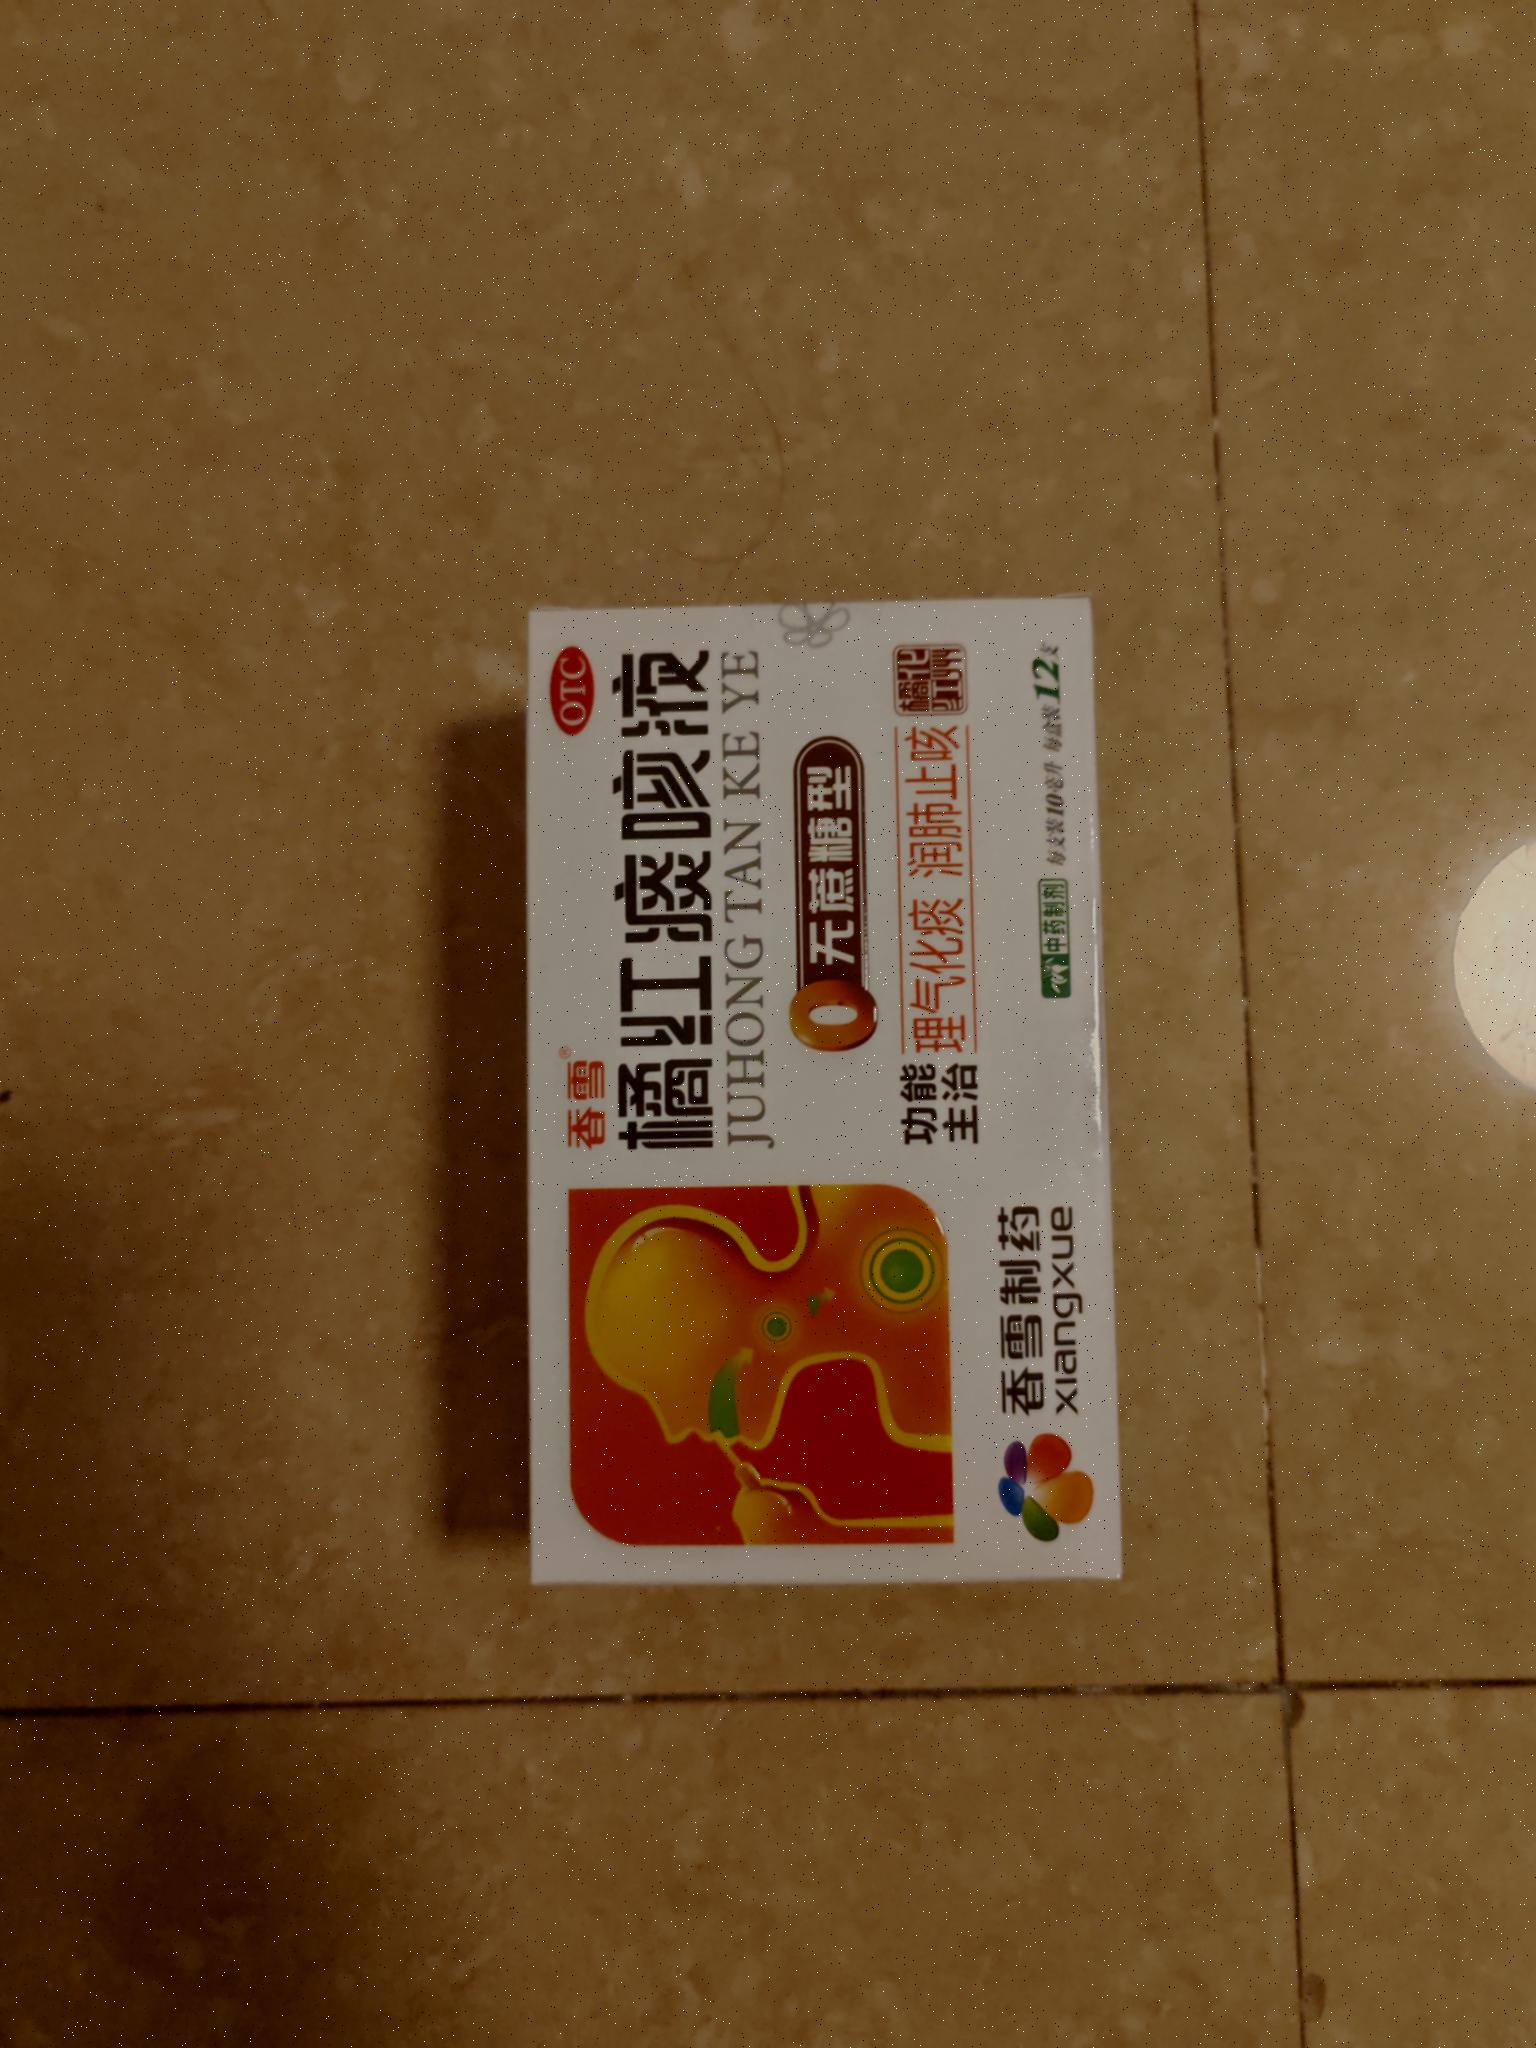 香雪®
OTC
橘红痰咳液
JUHONG TAN KE YE
0 无蔗糖型
功能主治
理气化痰 润肺止咳
中药制剂
每支装10毫升 每盒装12支
香雪制药
xiangxue